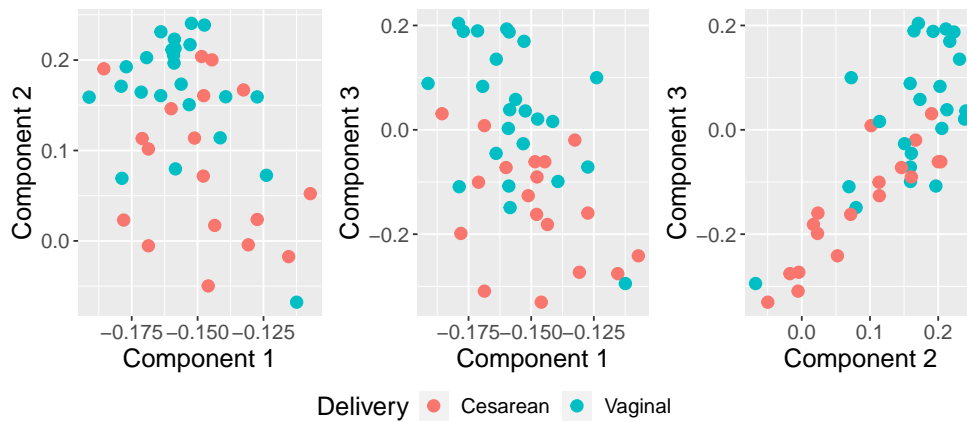 0.2
0.1
0.0
Component 2
−0.175 −0.150 −0.125
Component 1
0.2
0.0
−0.2
Component 3
−0.175 −0.150 −0.125
Component 1
0.2
0.0
−0.2
Component 3
0.0 0.1 0.2
Component 2
Delivery Cesarean Vaginal